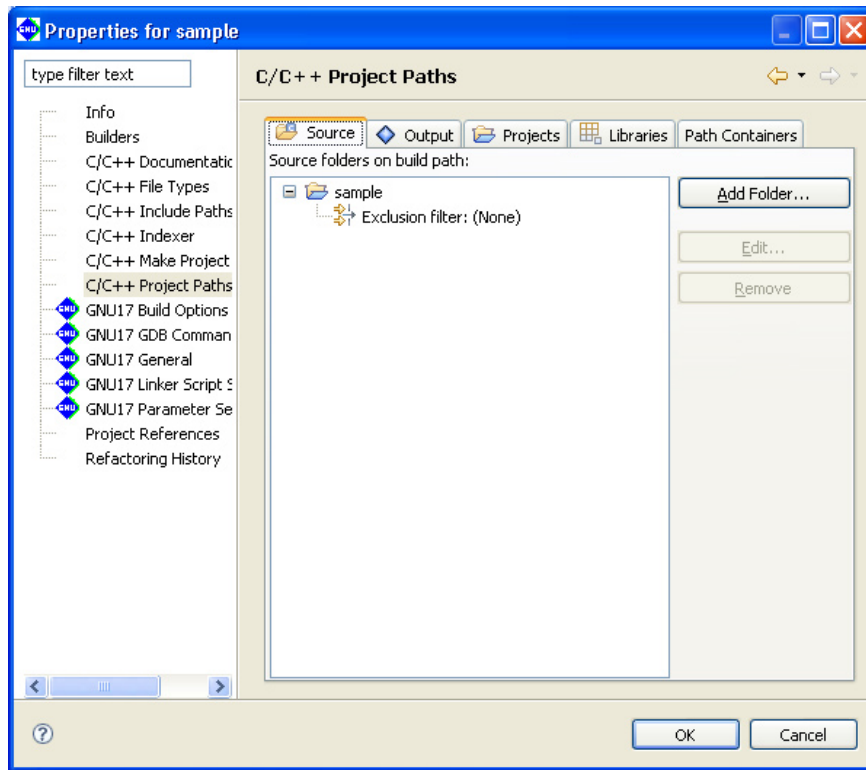 Properties for sample
type filter text
C/C++ Project Paths
Info
Builders
C/C++ Documentatic
C/C++ File Types
C/C++ Include Paths
C/C++ Indexer
C/C++ Make Project
C/C++ Project Paths
GNU17 Build Options
GNU17 GDB Comman
GNU17 General
GNU17 Linker Script S
GNU17 Parameter Se
Project References
Refactoring History
Source Output Projects Libraries Path Containers
Source folders on build path:
sample
Exclusion filter: (None)
Add Folder...
Edit...
Remove
OK Cancel